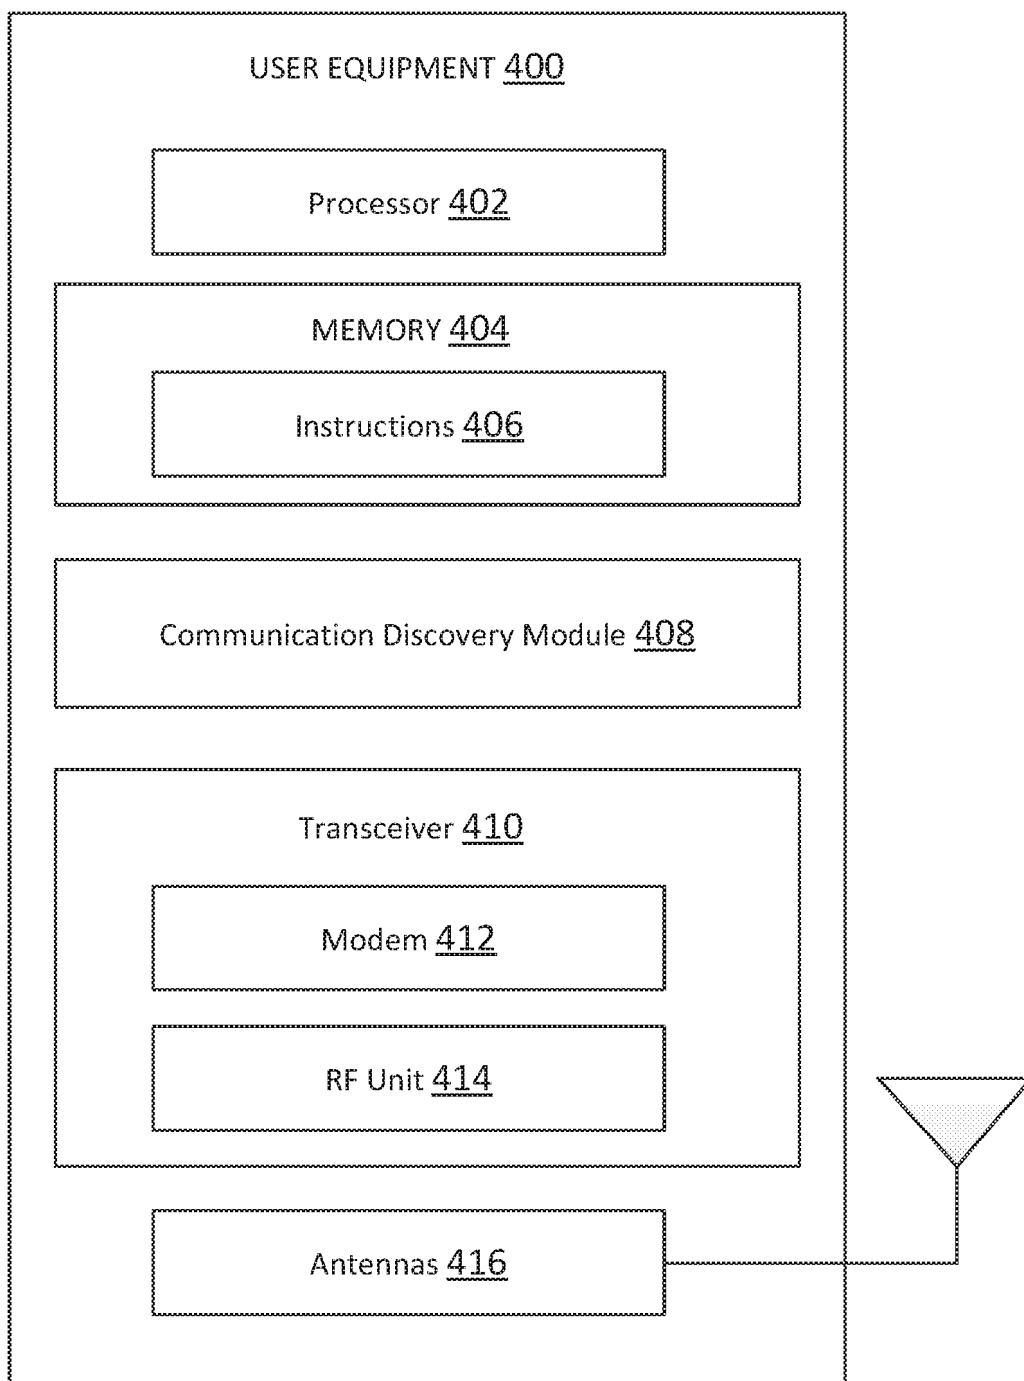 USER EQUIPMENT 400
Processor 402
MEMORY 404
Instructions 406
Communication Discovery Module 408
Transceiver 410
Modem 412
RF Unit 414
Antennas 416